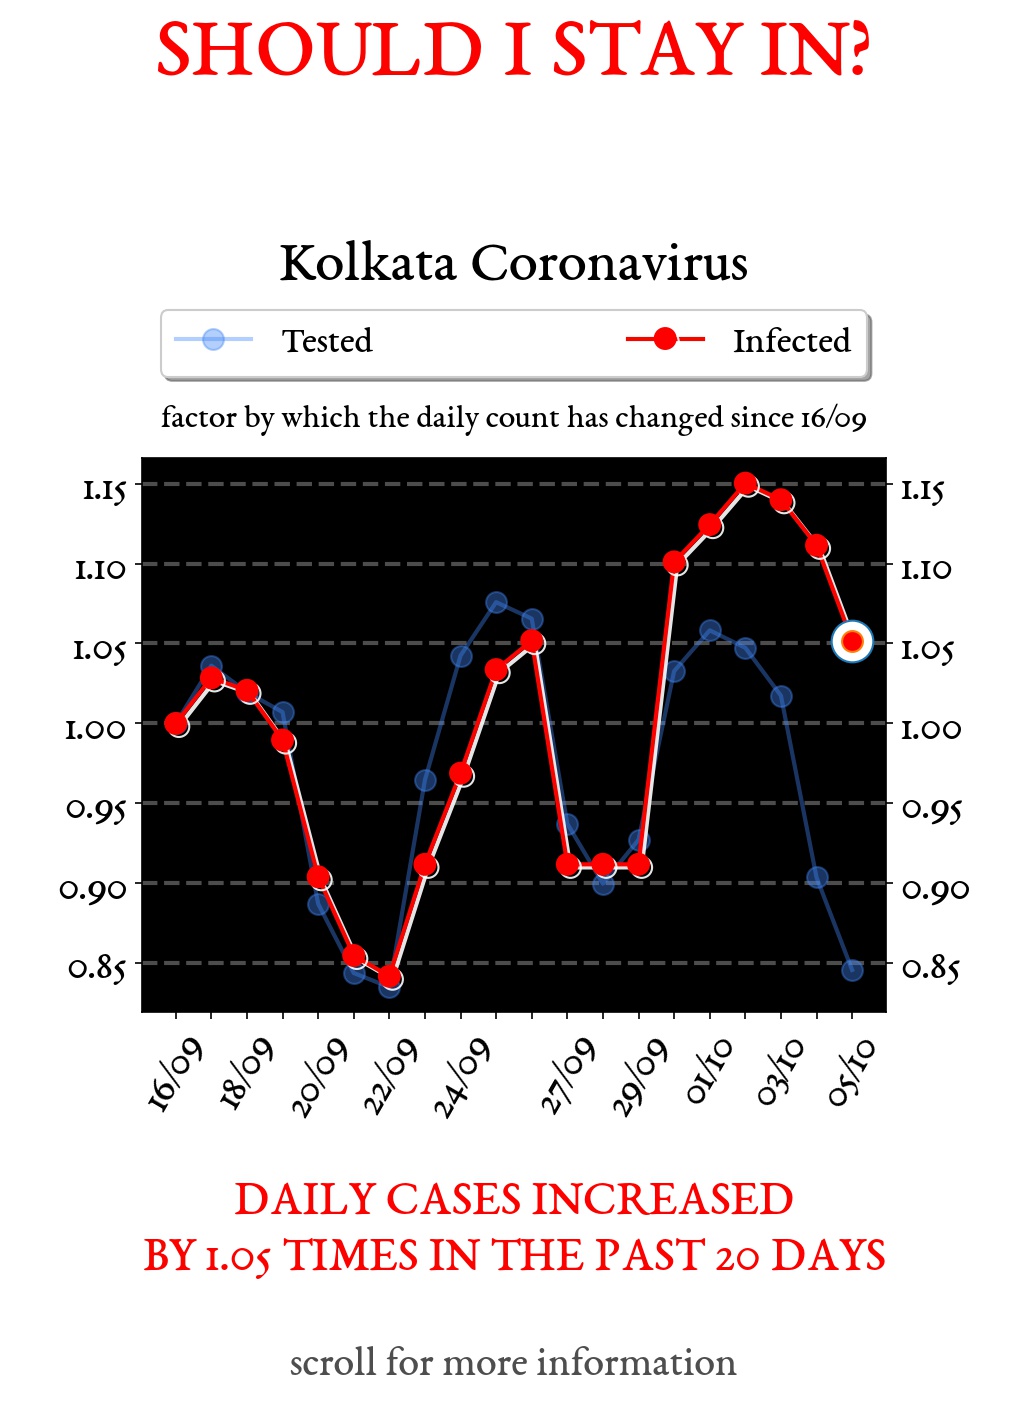 SHOULD I STAY IN?
Kolkata Coronavirus
Tested Infected
factor by which the daily count has changed since 16/09
1.15 1.15
1.10 1.10
1.05 1.05
1.00 1.00
0.95 0.95
0.90 0.90
0.85 0.85
16/09 18/09 20/09 22/09 24/09 27/09 29/09 01/10 03/10 05/10
DAILY CASES INCREASED
BY 1.05 TIMES IN THE PAST 20 DAYS
scroll for more information